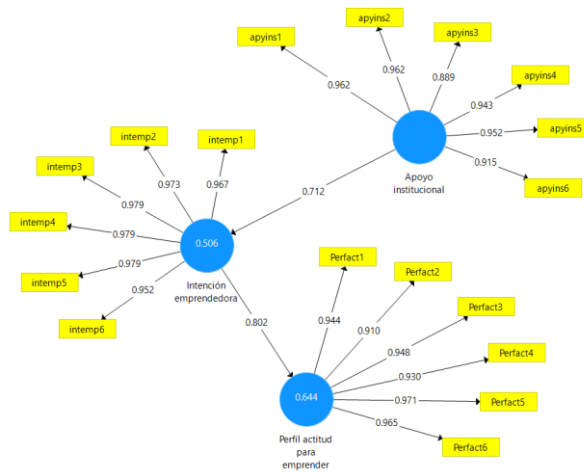 apyins1
apyins2
apyins3
apyins4
apyins5
apyins6
0.962
0.962
0.889
0.943
0.952
0.915
Apoyo
institucional
0.712
intemp1
intemp2
intemp3
intemp4
intemp5
intemp6
0.967
0.973
0.979
0.979
0.979
0.952
0.506
Intención
emprendedora
0.802
Perfact1
Perfact2
Perfact3
Perfact4
Perfact5
Perfact6
0.944
0.910
0.948
0.930
0.971
0.965
0.644
Perfil actitud
para
emprender